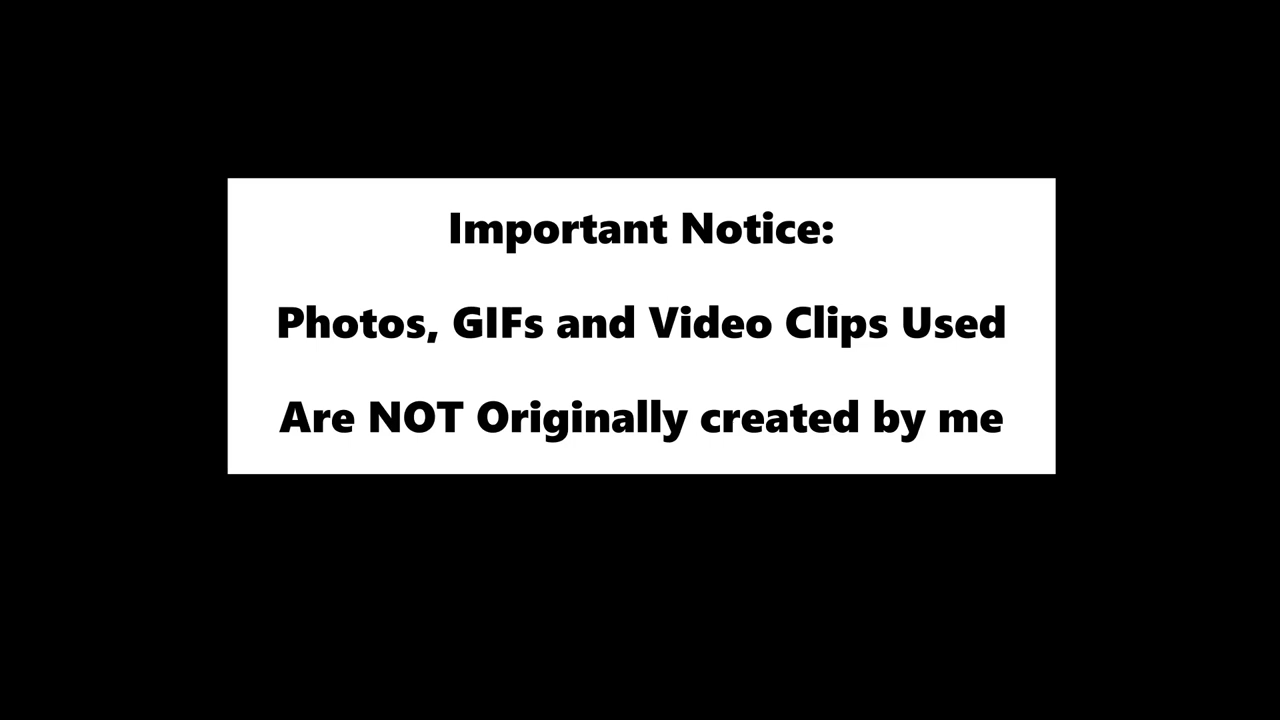 Important Notice:
Photos, GIFs and Video Clips Used
Are NOT Originally created by me